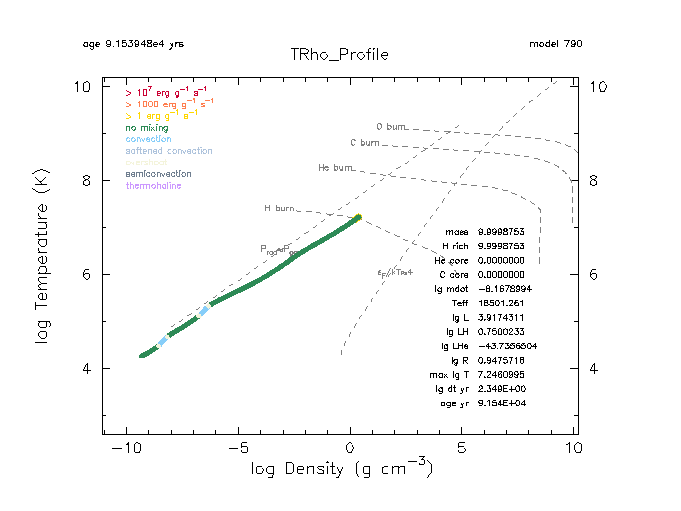 age 9.153948e4 yrs
model 790
TRho_Profile
> 10^7 erg g^-1 s^-1
> 1000 erg g^-1 s^-1
> 1 erg g^-1 s^-1
no mixing
convection
softened convection
overshoot
semiconvection
thermohaline
O burn
C burn
He burn
H burn
mass 9.9998753
H rich 9.9998753
He core 0.0000000
C core 0.0000000
lg mdot -8.1678994
Teff 18501.261
lg L 3.9174311
lg LH 0.7500233
lg LHe -43.7356504
lg R 0.9475718
max lg T 7.2460995
lg dt yr 2.349E+00
age yr 9.154E+04
10
8
6
4
10
8
6
4
log Temperature (K)
-10
-5
0
5
10
log Density (g cm^-3)